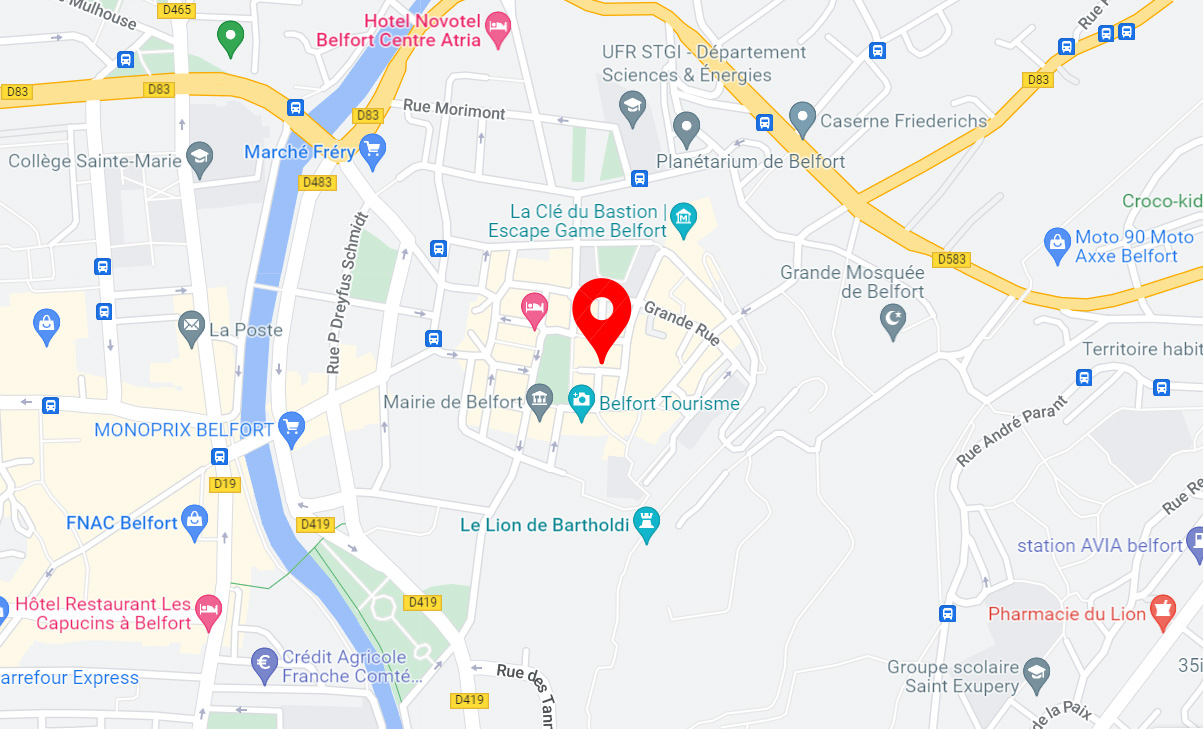 Mulhouse
D465
Hotel Novotel
Belfort Centre Atria
UFR STGI - Département
Sciences & Énergies
D83
D83
D83
D83
Rue Morimont
Caserne Friederichs
Collège Sainte-Marie
Marché Fréry
Planétarium de Belfort
D483
La Clé du Bastion |
Escape Game Belfort
Croco-kid
Moto 90 Moto
Axxe Belfort
D583
Grande Mosquée
de Belfort
Rue P Dreyfus Schmidt
Grande Rue
La Poste
Territoire habit
Mairie de Belfort
Belfort Tourisme
MONOPRIX BELFORT
Rue André Parant
D19
Rue Re
FNAC Belfort
D419
Le Lion de Bartholdi
station AVIA belfort
Hôtel Restaurant Les
Capucins à Belfort
D419
Pharmacie du Lion
Crédit Agricole
Franche Comté...
arrefour Express
Rue des Tann
Groupe scolaire
Saint Exupery
35i
D419
de la Paix